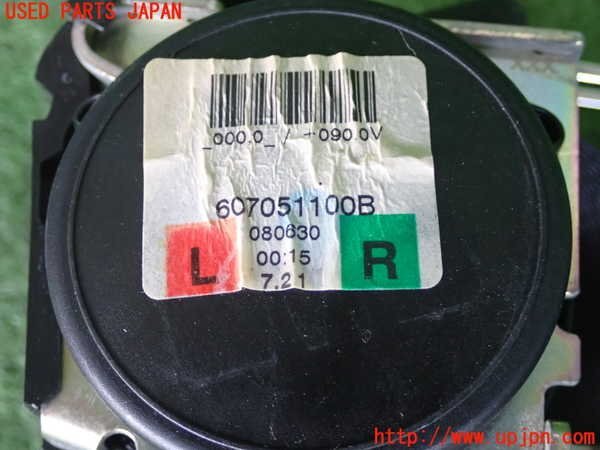 USED PARTS JAPAN
_000.0_/-090.0V
607051100B
080630
L
00:15
R
7.21
http://www.upjpn.com